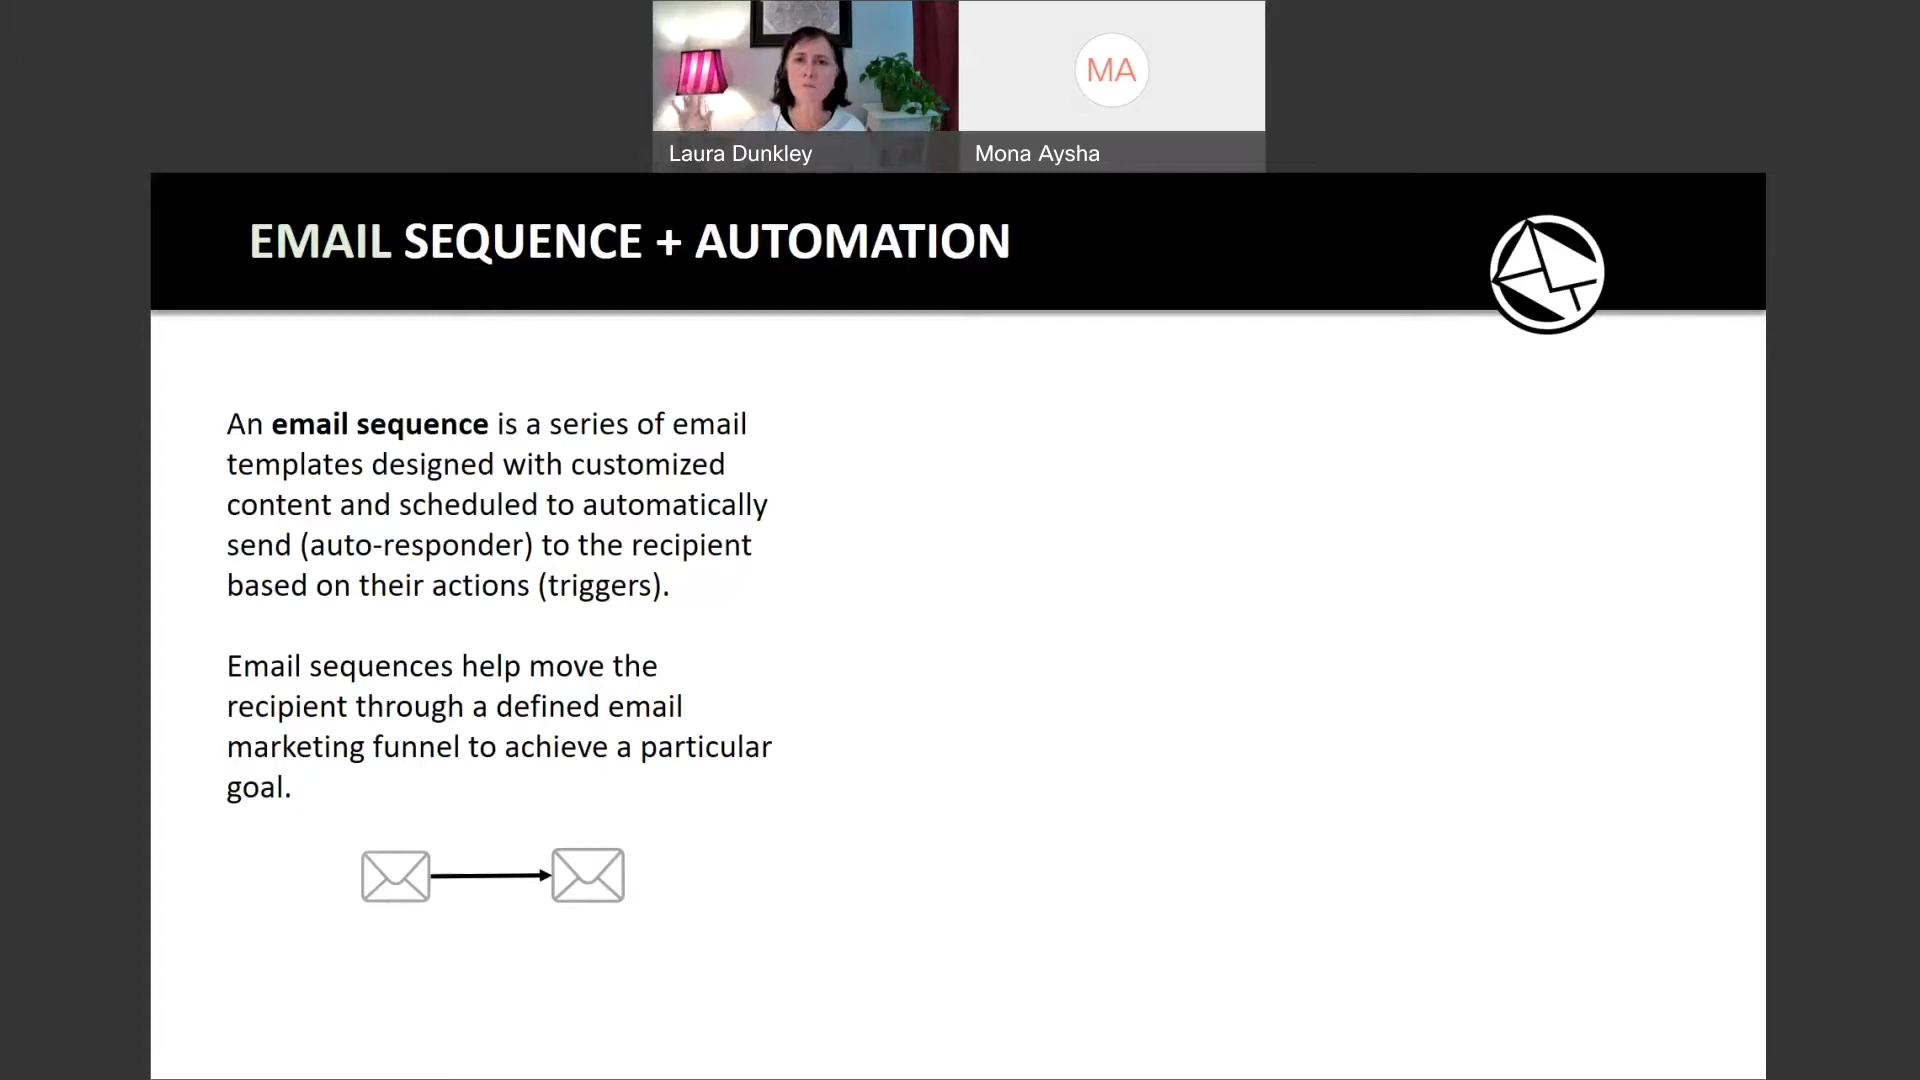 MA
Laura Dunkley
Mona Aysha
EMAIL SEQUENCE + AUTOMATION
An email sequence is a series of email
templates designed with customized
content and scheduled to automatically
send (auto-responder) to the recipient
based on their actions (triggers).
Email sequences help move the
recipient through a defined email
marketing funnel to achieve a particular
goal.